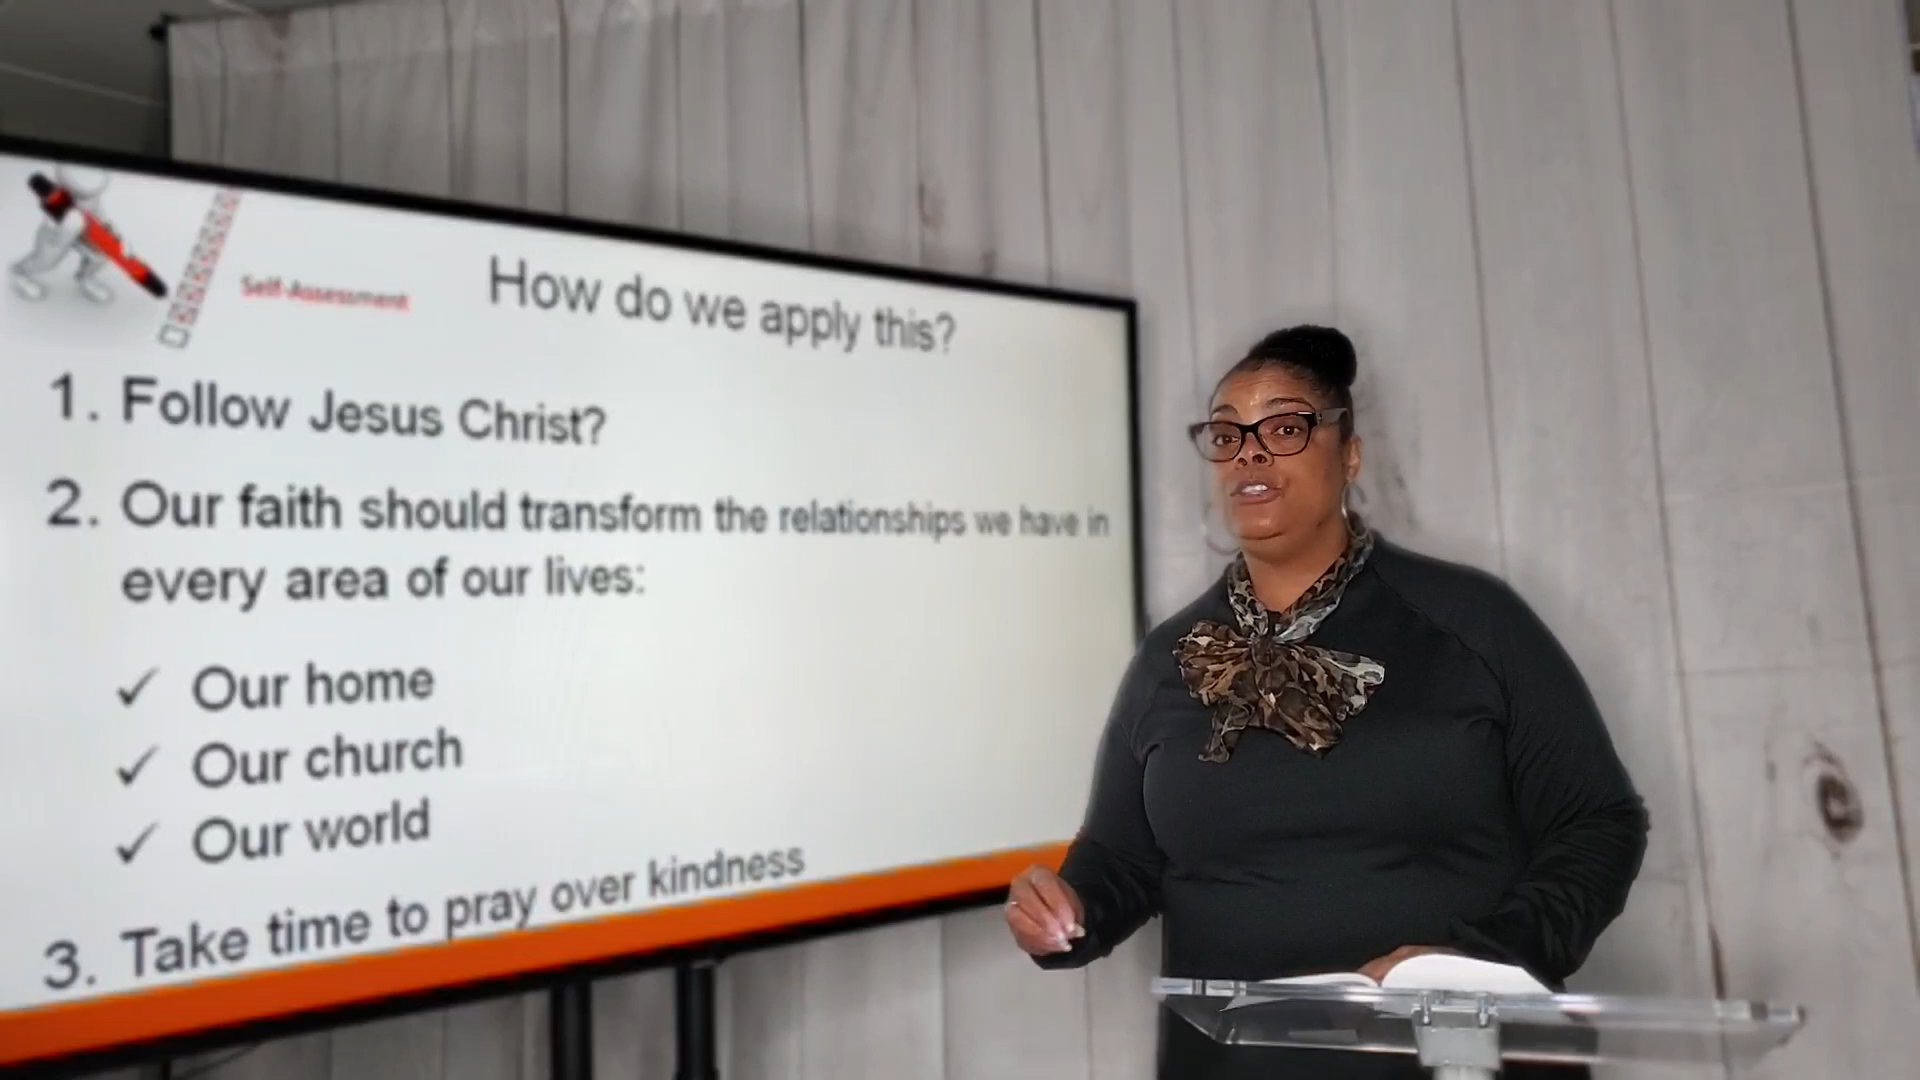 Self-Assessment
How do we apply this?
1. Follow Jesus Christ?
2. Our faith should transform the relationships we have in
every area of our lives:
✓ Our home
✓ Our church
✓ Our world
3. Take time to pray over kindness